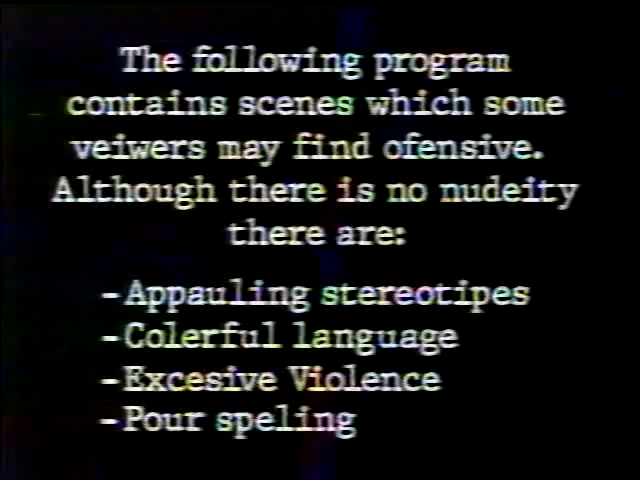 The following program
contains scenes which some
veiwers may find ofensive.
Although there is no nudeity
there are:
-Appauling stereotipes
-Colerful language
-Excesive Violence
-Pour speling